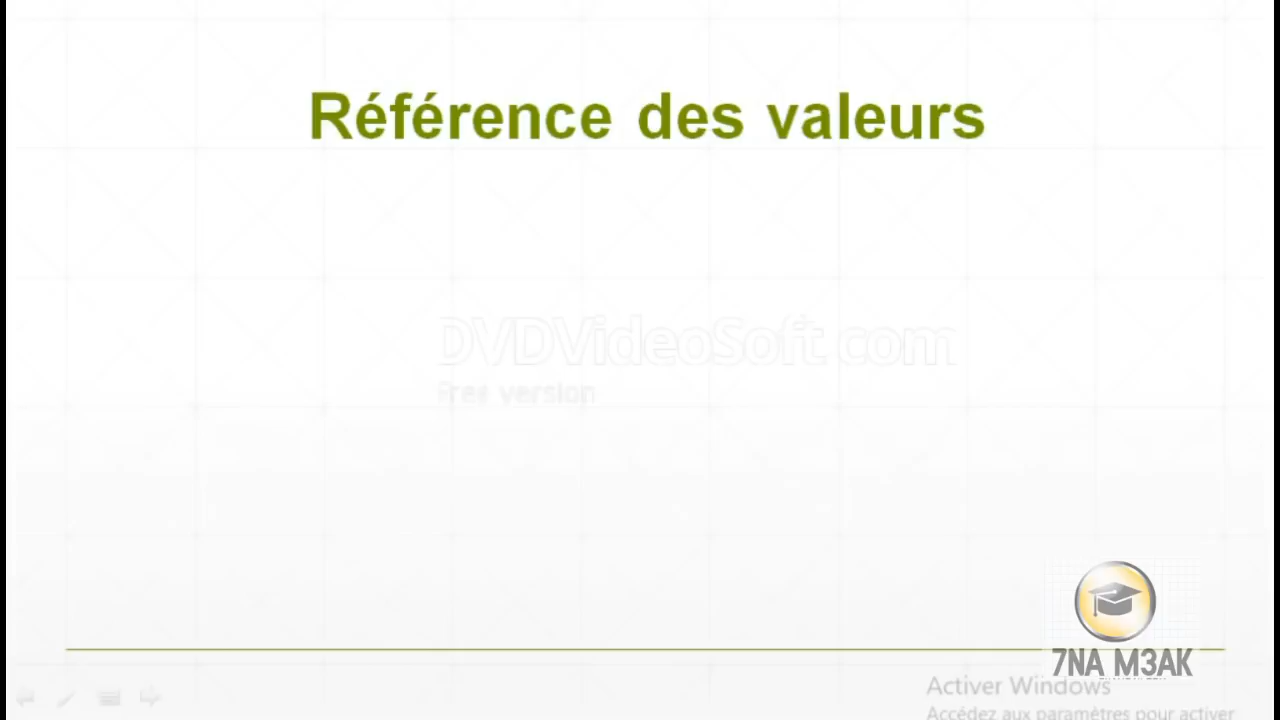 Référence des valeurs
DVDVideoSoft.com
Free version
7NA M3AK
Activer Windows
Accédez aux paramètres pour activer